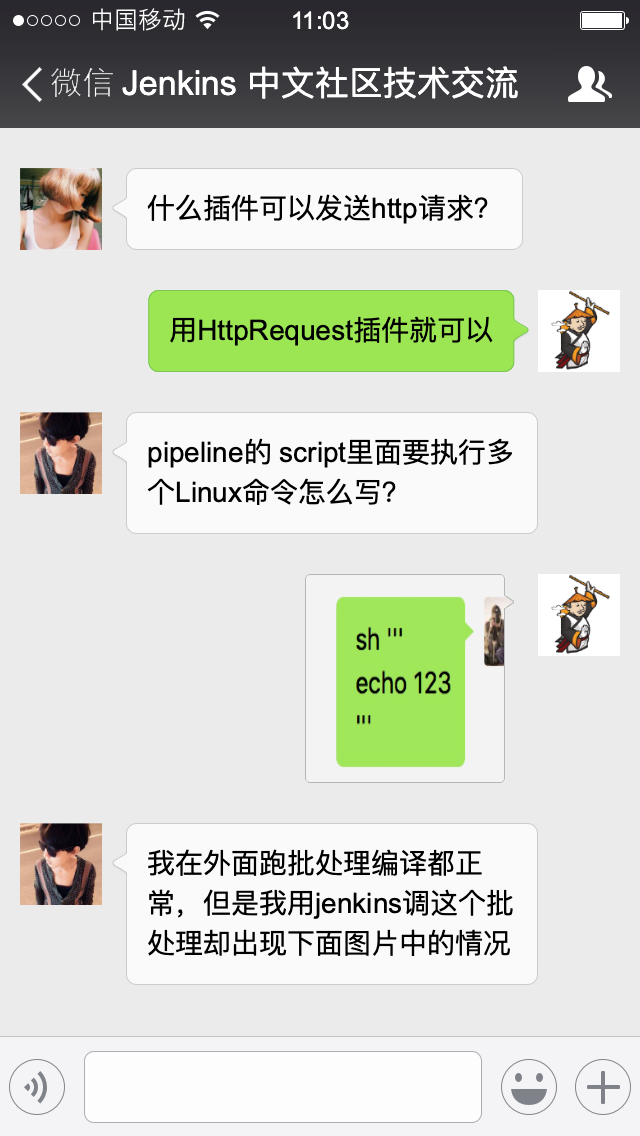 中国移动 11:03
微信 Jenkins 中文社区技术交流
什么插件可以发送http请求?
用HttpRequest插件就可以
pipeline的 script里面要执行多
个Linux命令怎么写?
sh '''
echo 123
'''
我在外面跑批处理编译都正
常，但是我用jenkins调这个批
处理却出现下面图片中的情况